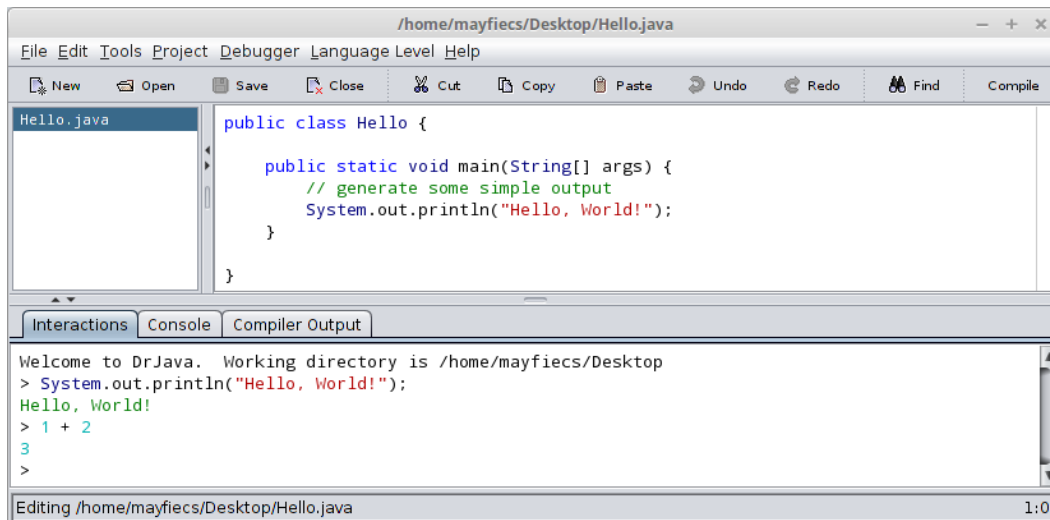 /home/mayfiecs/Desktop/Hello.java
File Edit Tools Project Debugger Language Level Help
New Open Save Close Cut Copy Paste Undo Redo Find Compile
Hello.java
public class Hello {
public static void main(String[] args) {
// generate some simple output
System.out.println("Hello, World!");
}
}
Interactions Console Compiler Output
Welcome to DrJava.  Working directory is /home/mayfiecs/Desktop
> System.out.println("Hello, World!");
Hello, World!
> 1 + 2
3
>
Editing /home/mayfiecs/Desktop/Hello.java 1:0